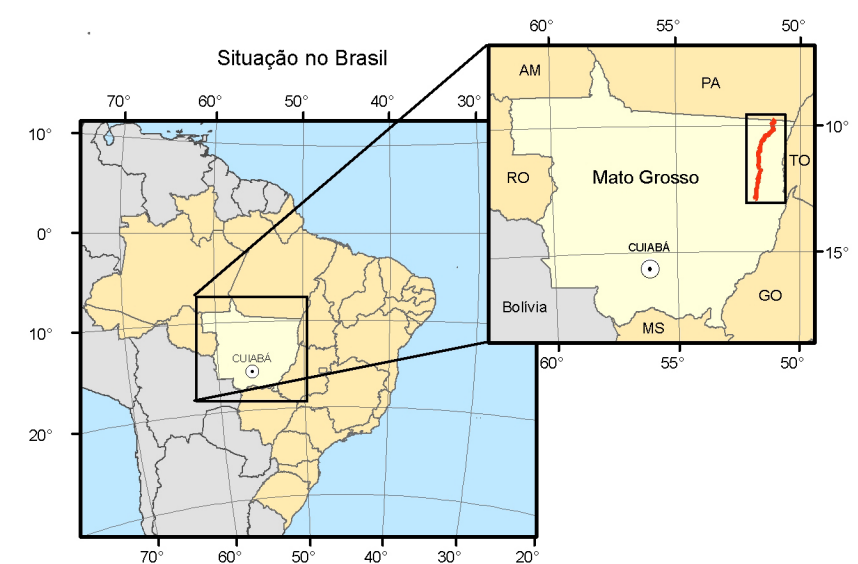 Situação no Brasil
70° 60° 50° 40° 30°
10°
0°
10°
20°
70° 60° 50° 40° 30° 20°
CUIABÁ
60° 55° 50°
AM
PA
10°
RO
Mato Grosso
TO
CUIABÁ
15°
Bolívia
GO
MS
60° 55° 50°